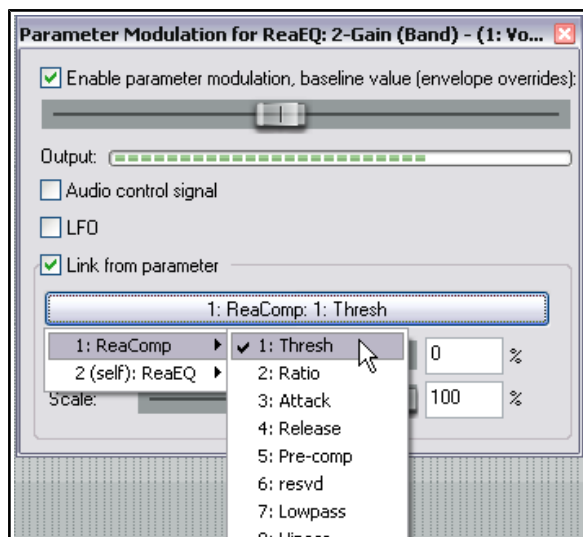 Parameter Modulation for ReaEQ: 2-Gain (Band) - (1: Vo...
Enable parameter modulation, baseline value (envelope overrides):
Output:
Audio control signal
LFO
Link from parameter
1: ReaComp: 1: Thresh
1: ReaComp
2 (self): ReaEQ
1: Thresh
2: Ratio
3: Attack
4: Release
5: Pre-comp
6: resvd
7: Lowpass
0 %
Scale: 100 %